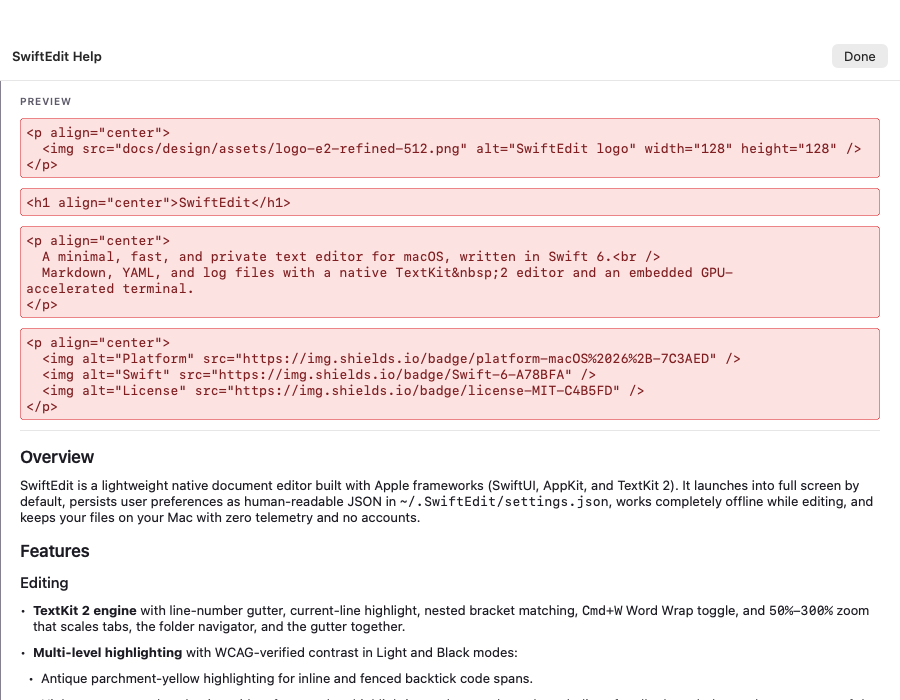 SwiftEdit Help
Done
PREVIEW
<p align="center">
  <img src="docs/design/assets/logo-e2-refined-512.png" alt="SwiftEdit logo" width="128" height="128" />
</p>
<h1 align="center">SwiftEdit</h1>
<p align="center">
  A minimal, fast, and private text editor for macOS, written in Swift 6.<br />
  Markdown, YAML, and log files with a native TextKit&nbsp;2 editor and an embedded GPU-
accelerated terminal.
</p>
<p align="center">
  <img alt="Platform" src="https://img.shields.io/badge/platform-macOS%2026%2B-7C3AED" />
  <img alt="Swift" src="https://img.shields.io/badge/Swift-6-A78BFA" />
  <img alt="License" src="https://img.shields.io/badge/license-MIT-C4B5FD" />
</p>
Overview
SwiftEdit is a lightweight native document editor built with Apple frameworks (SwiftUI, AppKit, and TextKit 2). It launches into full screen by
default, persists user preferences as human-readable JSON in ~/.SwiftEdit/settings.json, works completely offline while editing, and
keeps your files on your Mac with zero telemetry and no accounts.
Features
Editing
• TextKit 2 engine with line-number gutter, current-line highlight, nested bracket matching, Cmd+W Word Wrap toggle, and 50%–300% zoom
that scales tabs, the folder navigator, and the gutter together.
• Multi-level highlighting with WCAG-verified contrast in Light and Black modes:
• Antique parchment-yellow highlighting for inline and fenced backtick code spans.